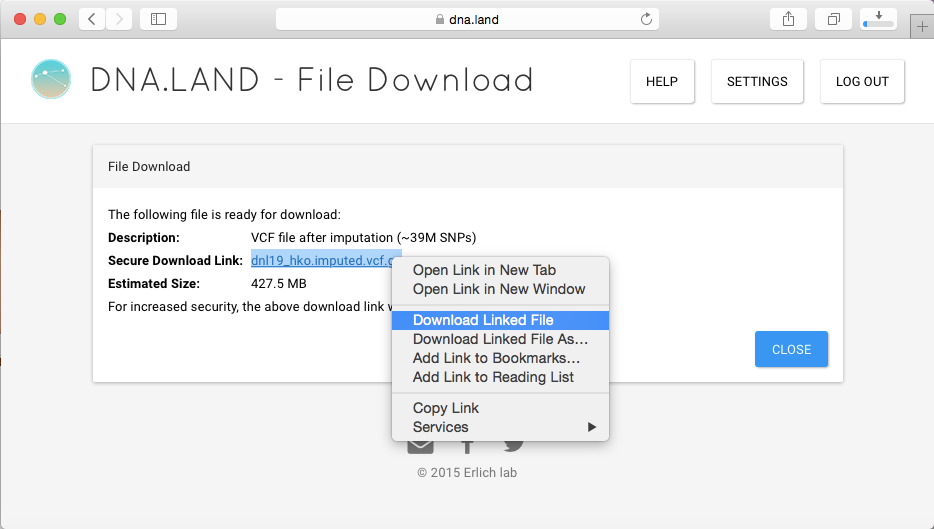 dna.land
DNA.LAND - File Download
HELP
SETTINGS
LOG OUT
File Download
The following file is ready for download:
Description: VCF file after imputation (~39M SNPs)
Secure Download Link: dnl19_hko.imputed.vcf.
Estimated Size: 427.5 MB
For increased security, the above download link
Open Link in New Tab
Open Link in New Window
Download Linked File
Download Linked File As...
Add Link to Bookmarks...
Add Link to Reading List
Copy Link
Services
CLOSE
© 2015 Erlich lab